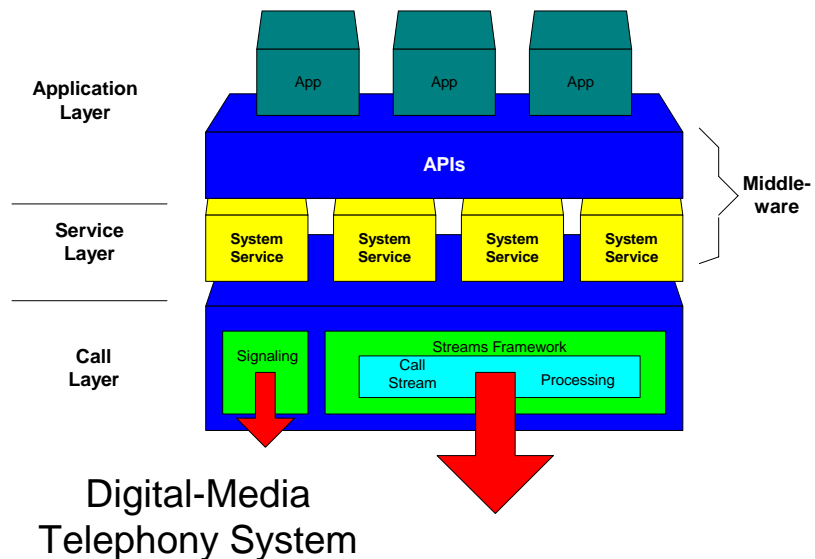 App
App
App
Application
Layer
APIs
Middle-
ware
Service
Layer
System
Service
System
Service
System
Service
System
Service
Call
Layer
Signaling
Streams Framework
Call
Stream
Processing
Digital-Media
Telephony System